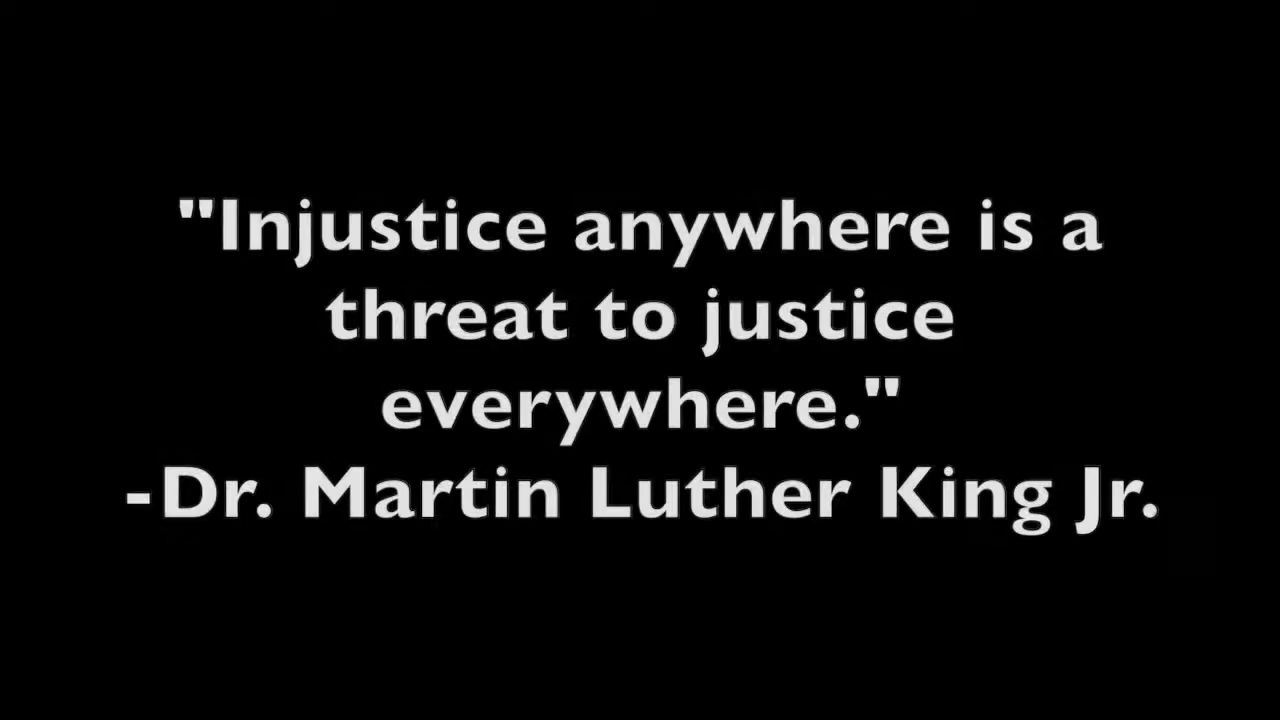 "Injustice anywhere is a
threat to justice
everywhere."
-Dr. Martin Luther King Jr.